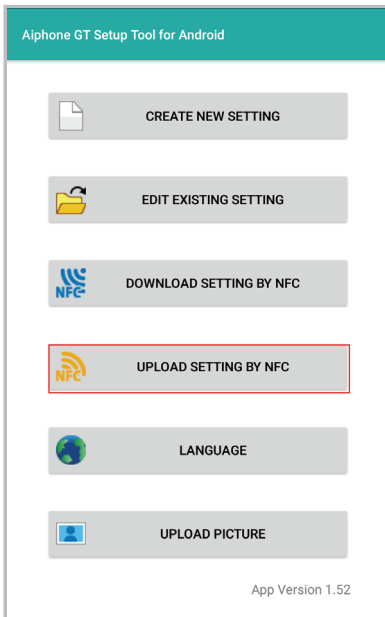 Aiphone GT Setup Tool for Android
CREATE NEW SETTING
EDIT EXISTING SETTING
NFC
DOWNLOAD SETTING BY NFC
NFC
UPLOAD SETTING BY NFC
LANGUAGE
UPLOAD PICTURE
App Version 1.52